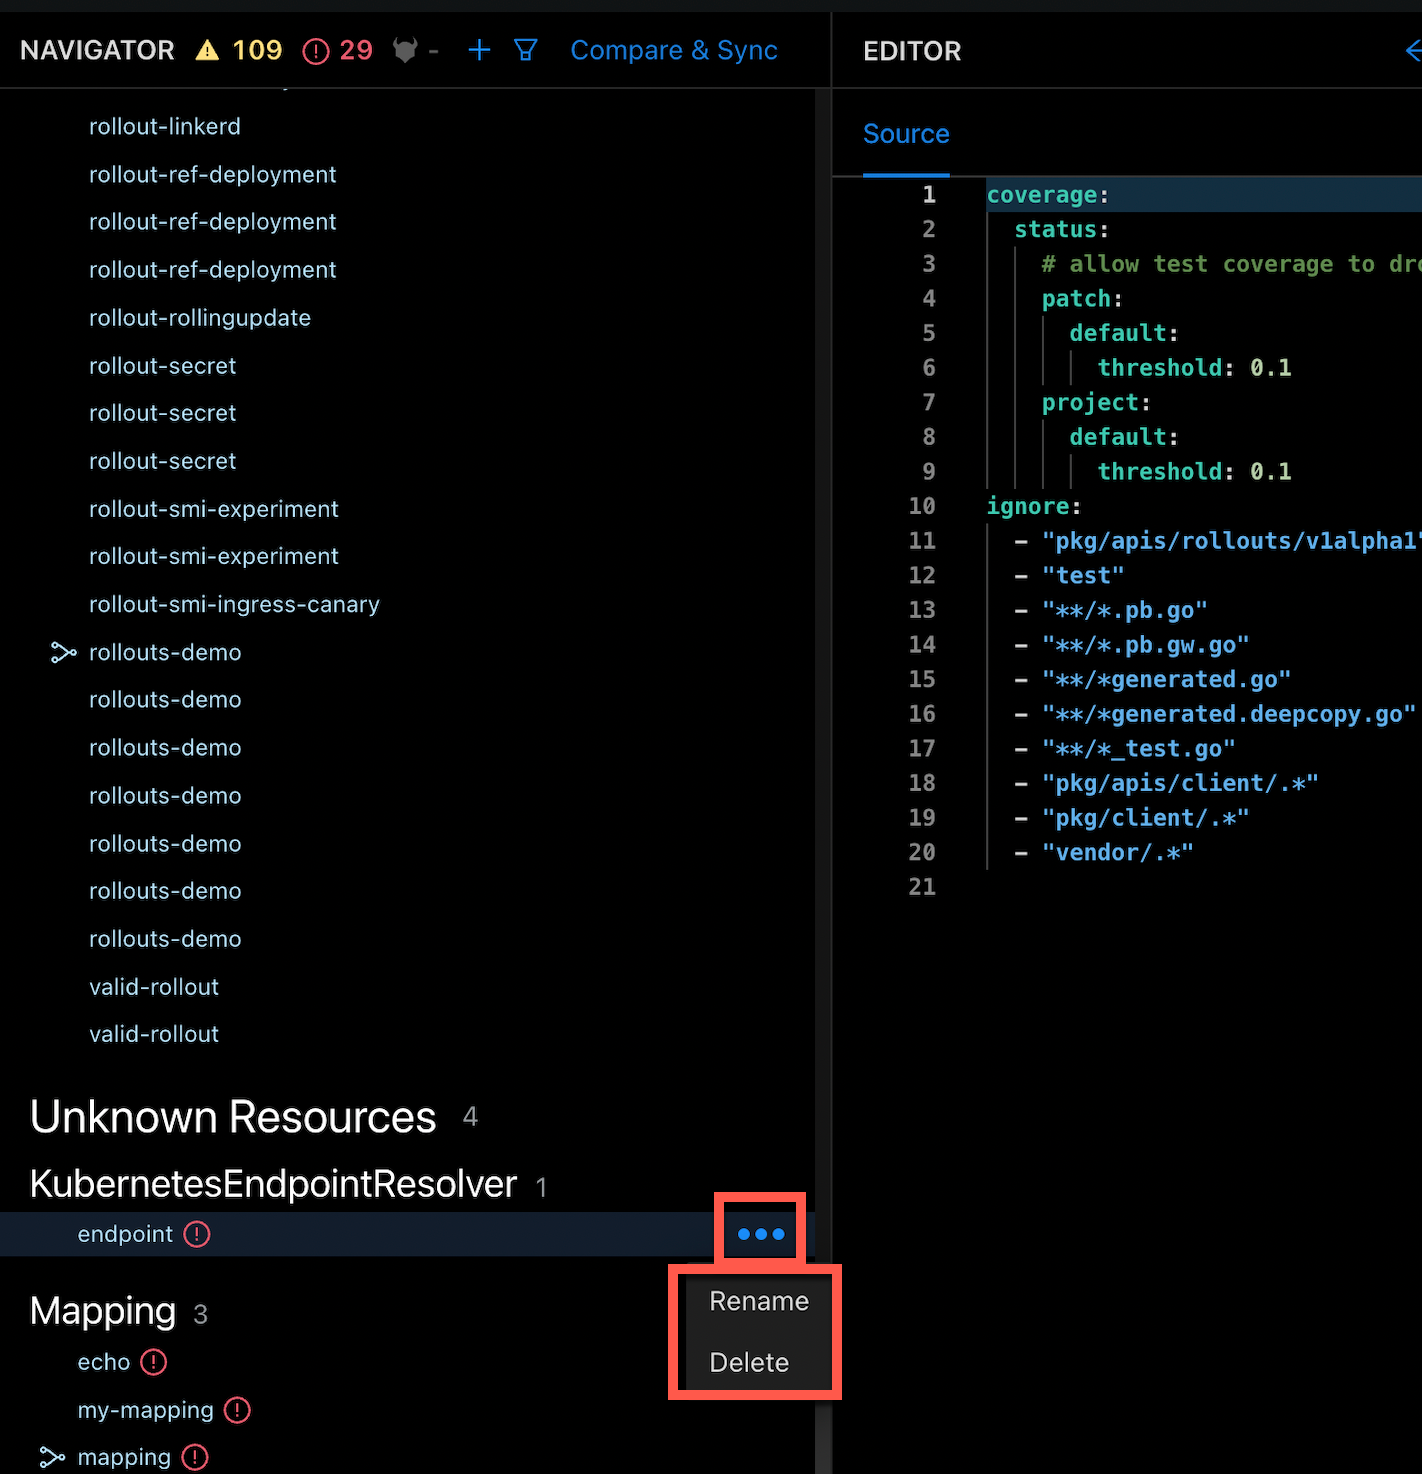 NAVIGATOR 109 29 - + Compare & Sync
rollout-linkerd
rollout-ref-deployment
rollout-ref-deployment
rollout-ref-deployment
rollout-rollingupdate
rollout-secret
rollout-secret
rollout-secret
rollout-smi-experiment
rollout-smi-experiment
rollout-smi-ingress-canary
rollouts-demo
rollouts-demo
rollouts-demo
rollouts-demo
rollouts-demo
rollouts-demo
rollouts-demo
valid-rollout
valid-rollout
Unknown Resources 4
KubernetesEndpointResolver 1
endpoint
Rename
Delete
Mapping 3
echo
my-mapping
mapping
EDITOR
Source
1 coverage:
2 status:
3 # allow test coverage to
4 patch:
5 default:
6 threshold: 0.1
7 project:
8 default:
9 threshold: 0.1
10 ignore:
11 - "pkg/apis/rollouts/v1alpha1"
12 - "test"
13 - "**/*.pb.go"
14 - "**/*.pb.gw.go"
15 - "**/*generated.go"
16 - "**/*generated.deepcopy.go"
17 - "**/*_test.go"
18 - "pkg/apis/client/.*"
19 - "pkg/client/.*"
20 - "vendor/.*"
21